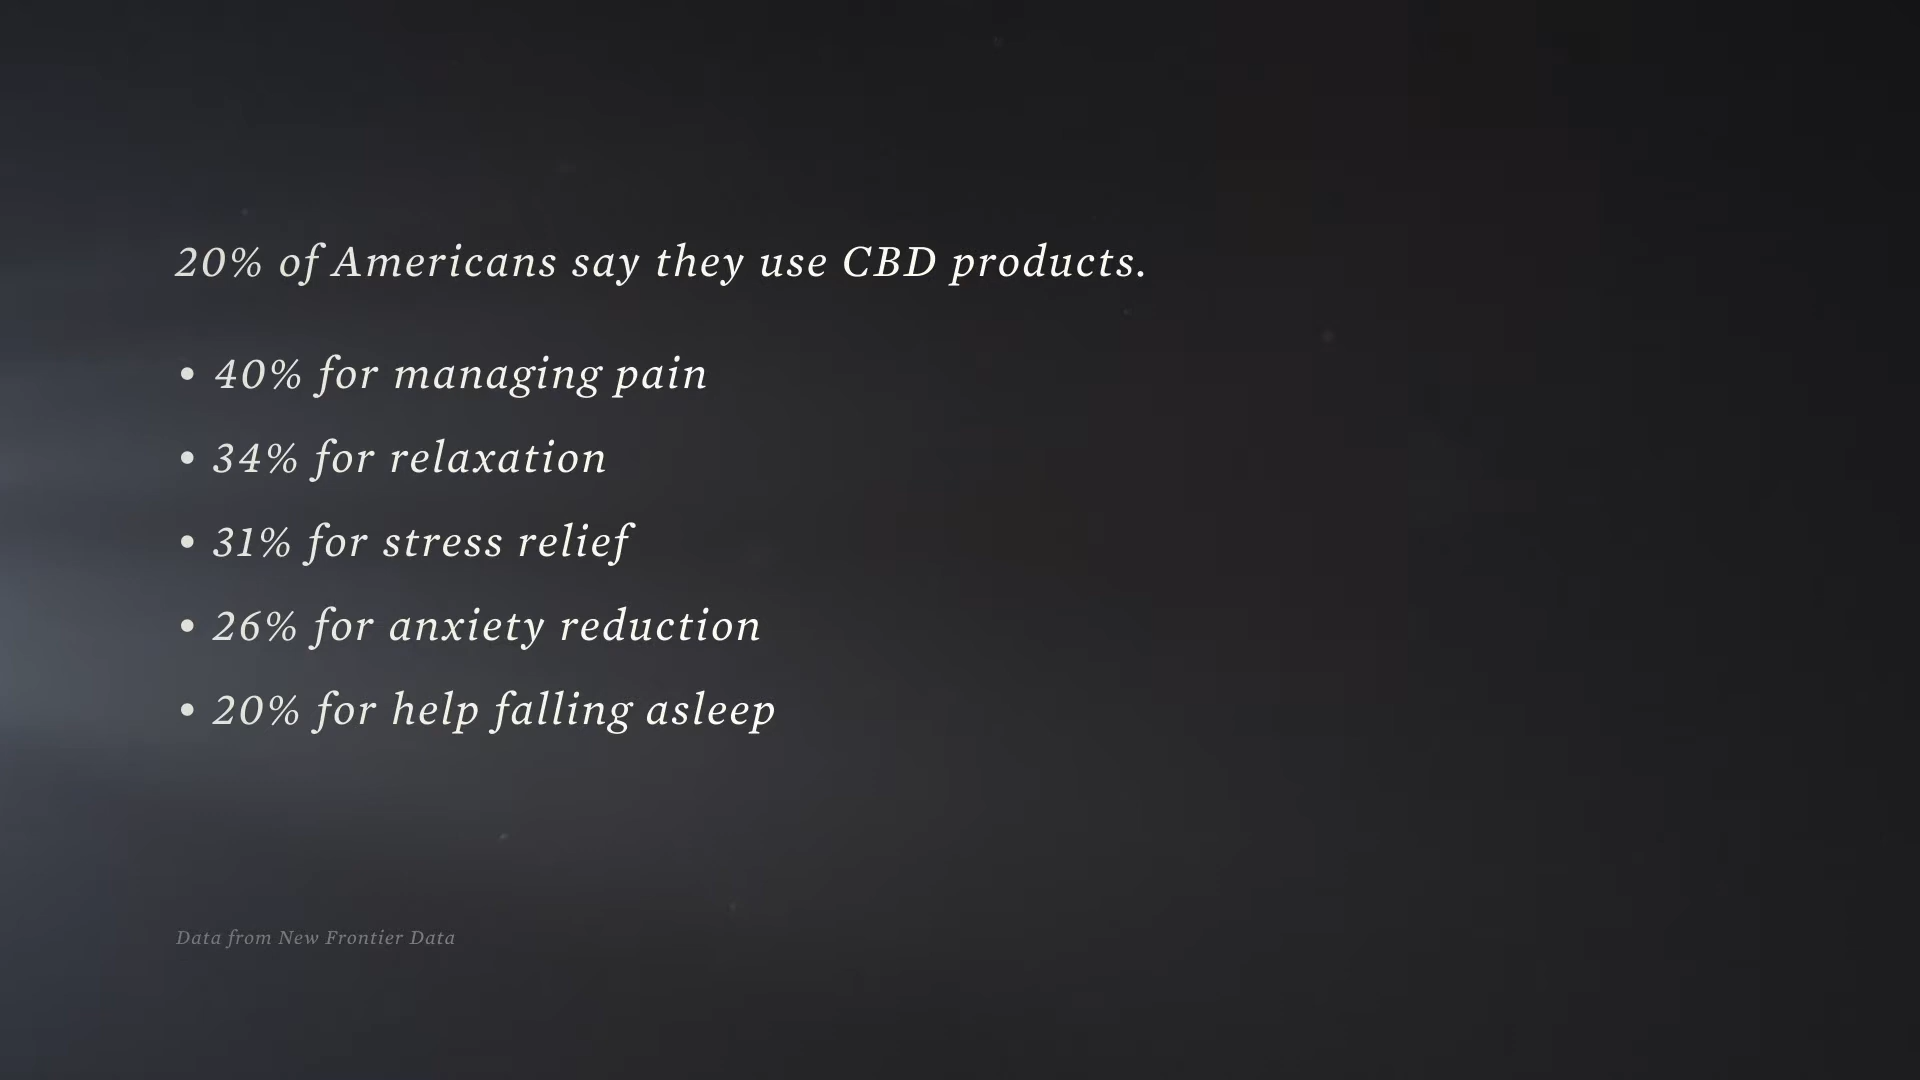 20% of Americans say they use CBD products.
• 40% for managing pain
• 34% for relaxation
• 31% for stress relief
• 26% for anxiety reduction
• 20% for help falling asleep
Data from New Frontier Data